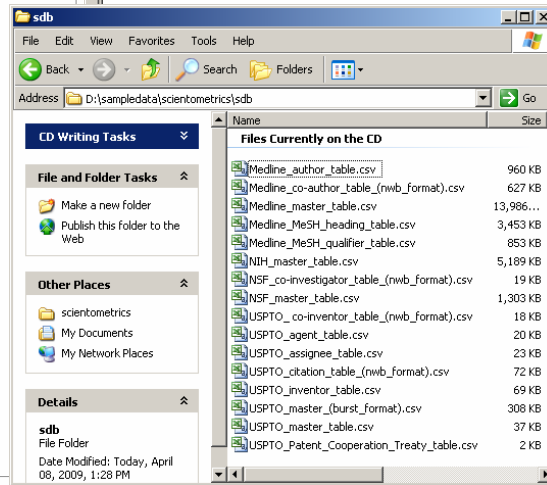 sdb
File Edit View Favorites Tools Help
Back Search Folders
Address D:\sampledata\scientometrics\sdb Go
CD Writing Tasks
File and Folder Tasks
Make a new folder
Publish this folder to the
Web
Other Places
scientometrics
My Documents
My Network Places
Details
sdb
File Folder
Date Modified: Today, April
08, 2009, 1:28 PM
Name Size
Files Currently on the CD
Medline_author_table.csv 960 KB
Medline_co-author_table_(nwb_format).csv 627 KB
Medline_master_table.csv 13,986...
Medline_MeSH_heading_table.csv 3,453 KB
Medline_MeSH_qualifier_table.csv 853 KB
NIH_master_table.csv 5,189 KB
NSF_co-investigator_table_(nwb_format).csv 19 KB
NSF_master_table.csv 1,303 KB
USPTO_ co-inventor_table_(nwb_format).csv 18 KB
USPTO_agent_table.csv 20 KB
USPTO_assignee_table.csv 23 KB
USPTO_citation_table_(nwb_format).csv 72 KB
USPTO_inventor_table.csv 69 KB
USPTO_master_(burst_format).csv 308 KB
USPTO_master_table.csv 37 KB
USPTO_Patent_Cooperation_Treaty_table.csv 2 KB